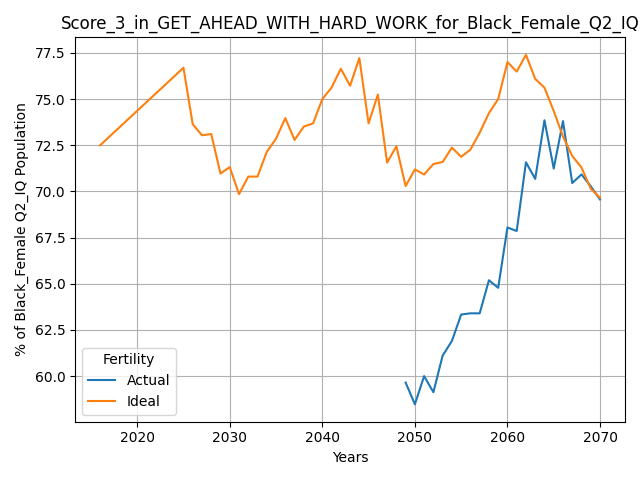 Score_3_in_GET_AHEAD_WITH_HARD_WORK_for_Black_Female_Q2_IQ
% of Black_Female Q2_IQ Population
77.5
75.0
72.5
70.0
67.5
65.0
62.5
60.0
Fertility
Actual
Ideal
2020 2030 2040 2050 2060 2070
Years